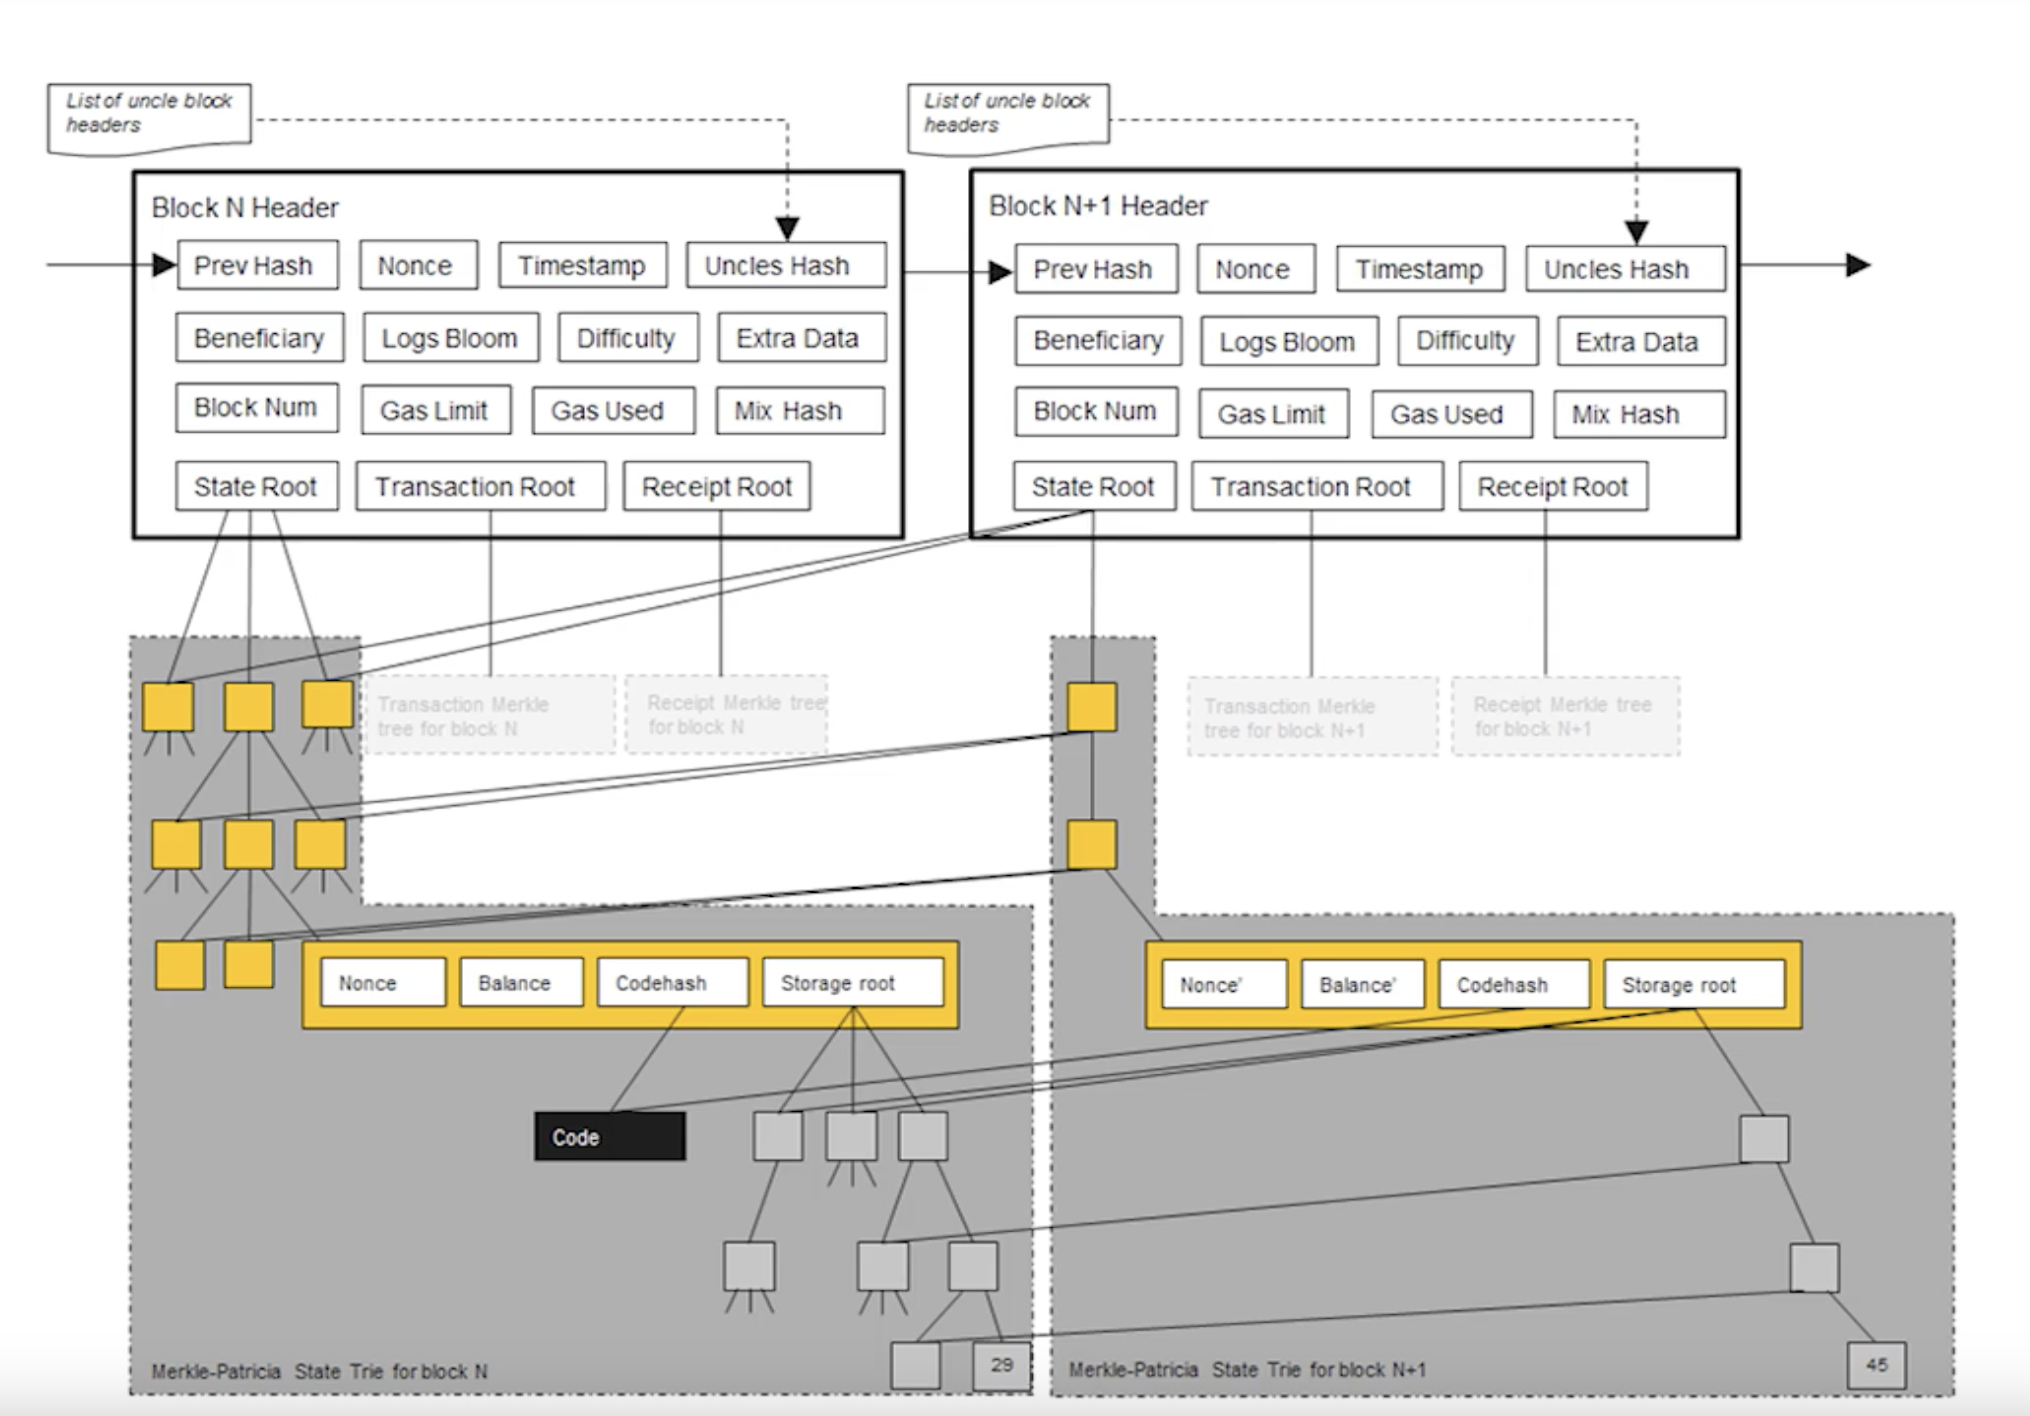 List of uncle block
headers
List of uncle block
headers
Block N Header
Prev Hash
Nonce
Timestamp
Uncles Hash
Beneficiary
Logs Bloom
Difficulty
Extra Data
Block Num
Gas Limit
Gas Used
Mix Hash
State Root
Transaction Root
Receipt Root
Block N+1 Header
Prev Hash
Nonce
Timestamp
Uncles Hash
Beneficiary
Logs Bloom
Difficulty
Extra Data
Block Num
Gas Limit
Gas Used
Mix Hash
State Root
Transaction Root
Receipt Root
Transaction Merkle
tree for block N
Receipt Merkle tree
for block N
Transaction Merkle
tree for block N+1
Receipt Merkle tree
for block N+1
Nonce
Balance
Codehash
Storage root
Nonce'
Balance'
Codehash
Storage root
Code
29
45
Merkle-Patricia State Trie for block N
Merkle-Patricia State Trie for block N+1